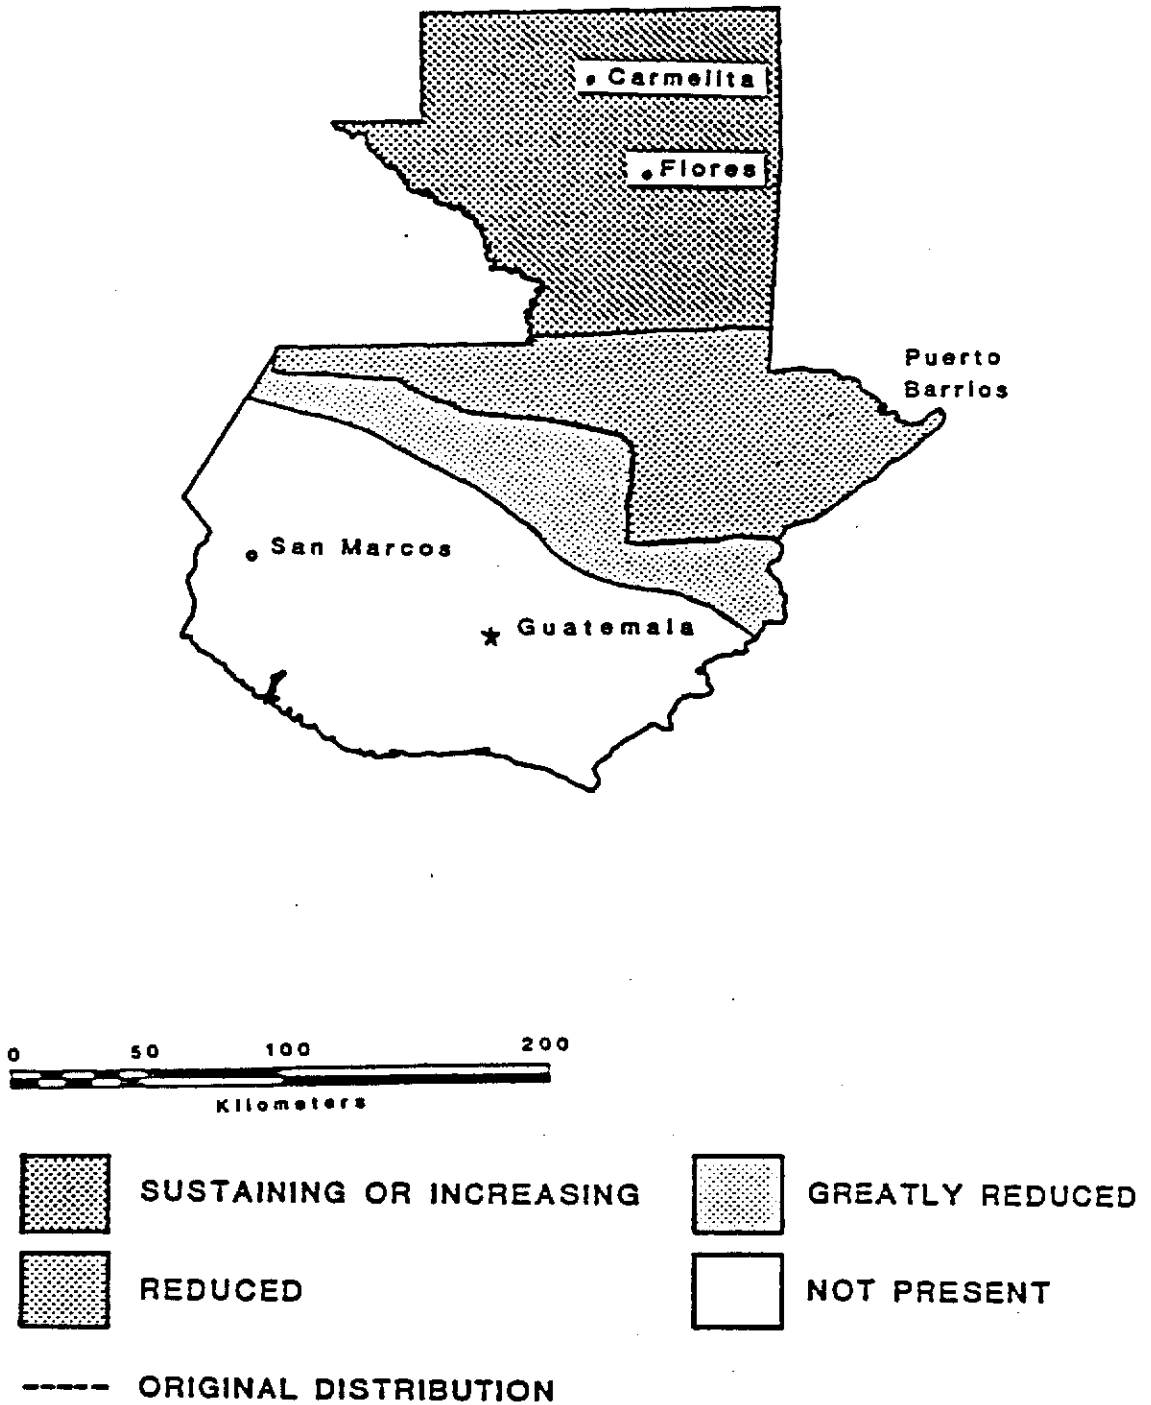 Carmelita
Flores
Puerto
Barrios
San Marcos
Guatemala
0 50 100 200
Kilometers
SUSTAINING OR INCREASING
GREATLY REDUCED
REDUCED
NOT PRESENT
ORIGINAL DISTRIBUTION